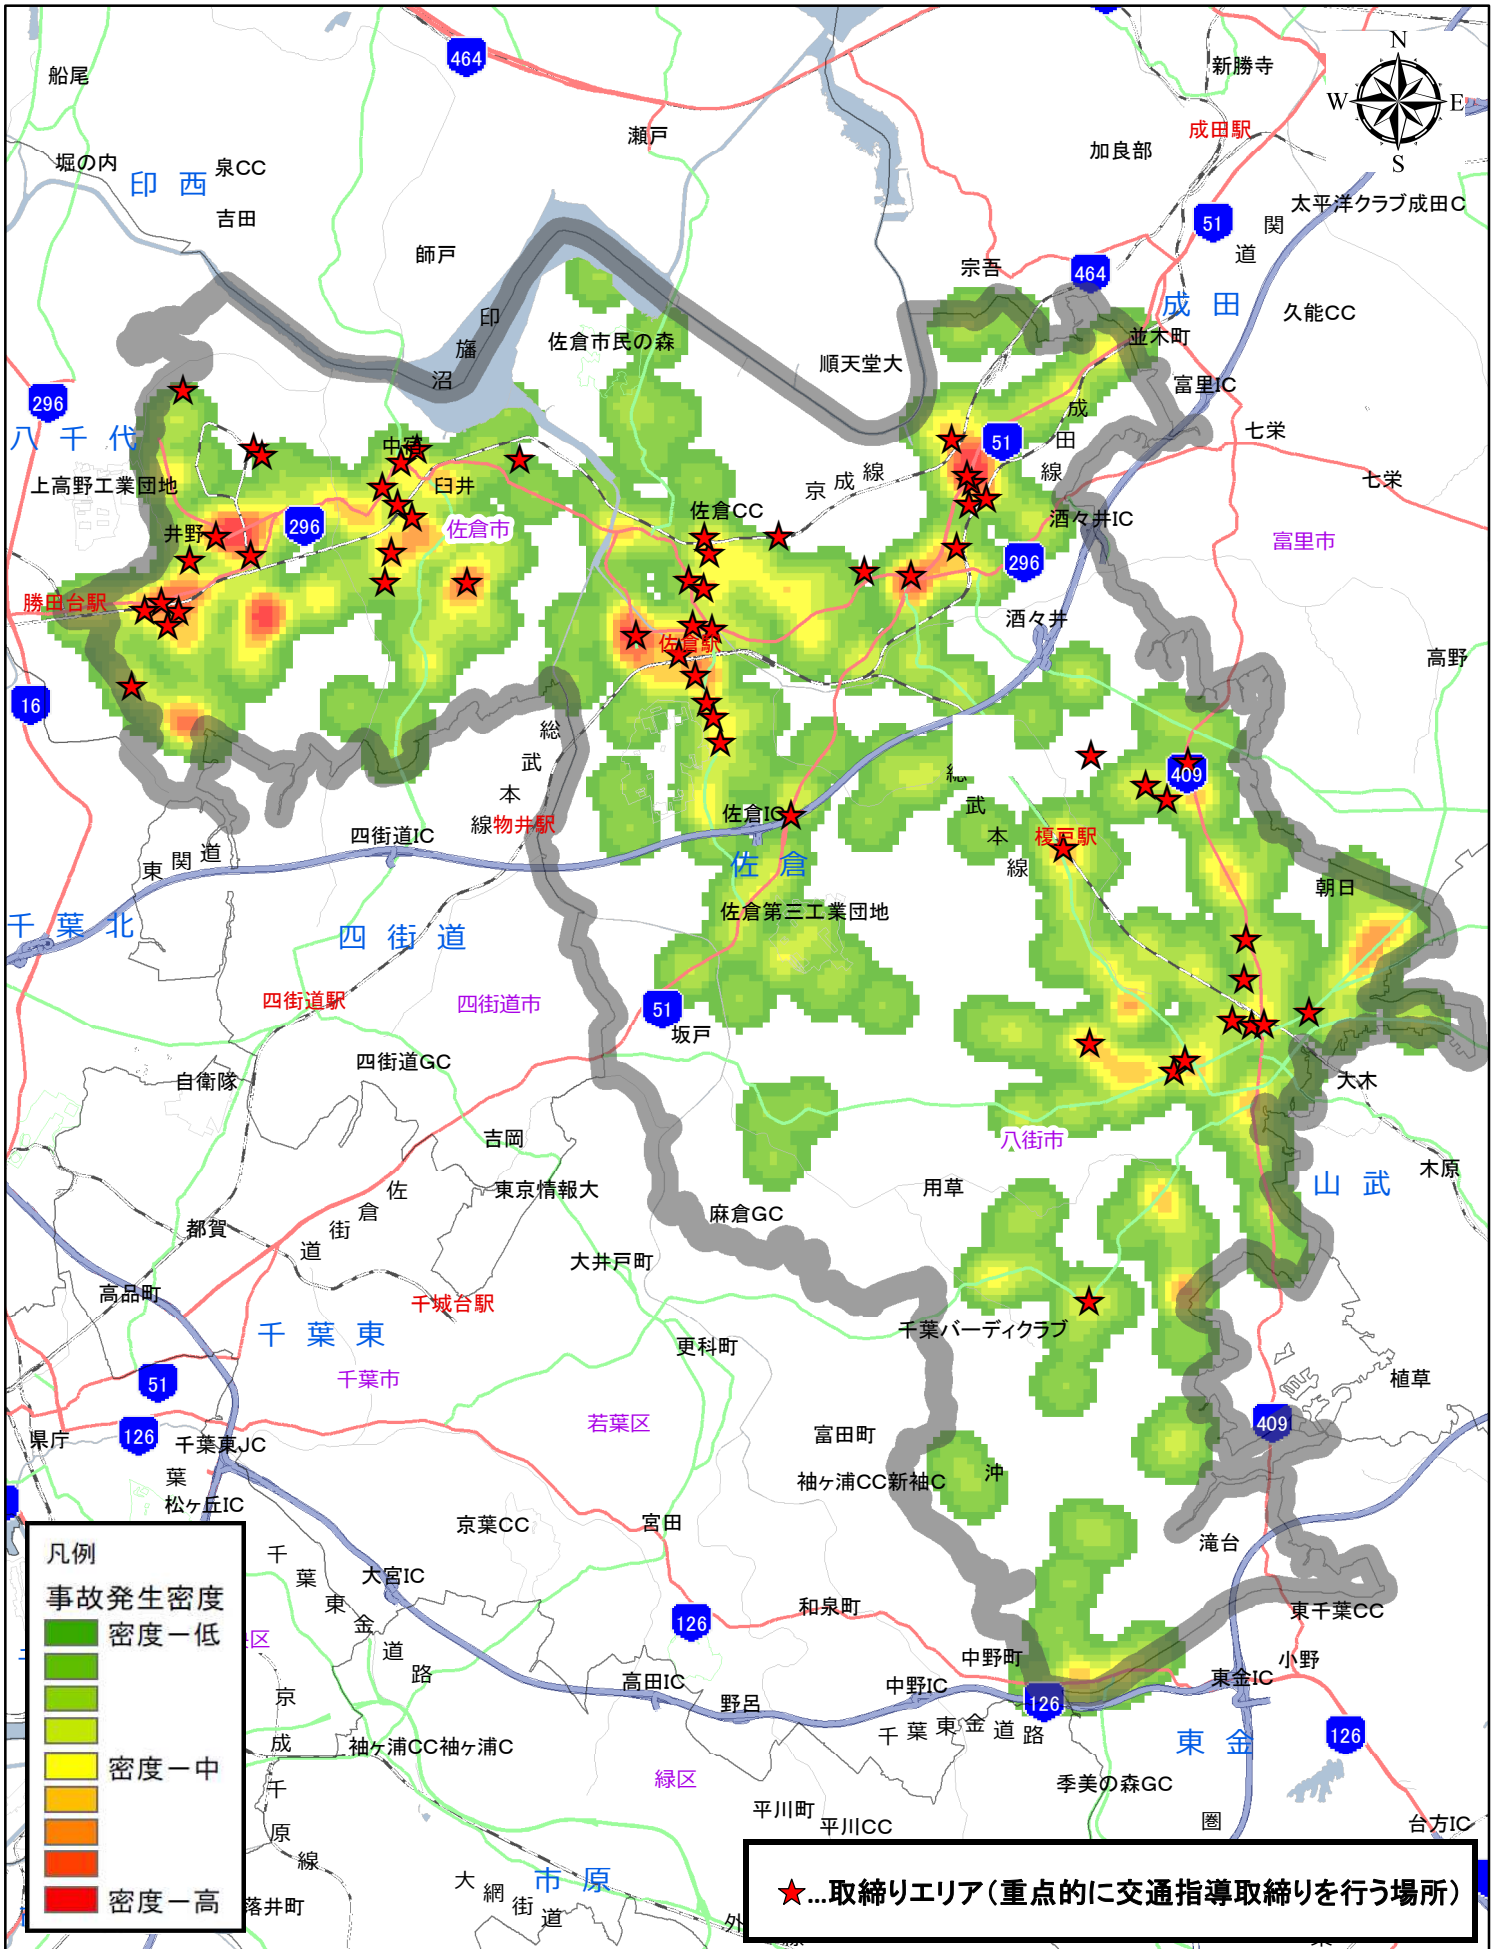 464
船尾
新勝寺
N
W
E
S
瀬戸
成田駅
加良部
堀の内
泉CC
印西
吉田
太平洋クラブ成田C
51
関
道
師戸
宗吾
464
成田
久能CC
印
旛
沼
佐倉市民の森
並木町
順天堂大
富里IC
296
成
田
線
八千代
51
七栄
中宿
上高野工業団地
臼井
京成線
七栄
佐倉CC
酒々井IC
296
井野
佐倉市
富里市
296
勝田台駅
酒々井
佐倉駅
高野
16
総
武
本
線
物井駅
総
武
本
線
409
佐倉IC
四街道IC
榎戸駅
東関道
佐倉
朝日
千葉北
四街道
佐倉第三工業団地
四街道駅
四街道市
51
坂戸
四街道GC
自衛隊
大木
吉岡
八街市
木原
東京情報大
用草
山武
佐
倉
街
道
都賀
麻倉GC
大井戸町
高品町
千城台駅
千葉東
千葉バーディクラブ
更科町
51
千葉市
植草
若葉区
409
126
県庁
千葉東JC
富田町
葉
松ヶ丘IC
袖ヶ浦CC新袖C
沖
京葉CC
宮田
滝台
千
葉
東
金
道
路
大宮IC
和泉町
東千葉CC
126
中野町
小野
高田IC
中野IC
東金IC
野呂
126
千葉東金道路
126
東金
京
成
千
原
線
袖ヶ浦CC袖ヶ浦C
緑区
季美の森GC
平川町
平川CC
圏
台方IC
市原
大
網
街
道
落井町
外
凡例
事故発生密度
密度－低
密度－中
密度－高
★…取締りエリア（重点的に交通指導取締りを行う場所）